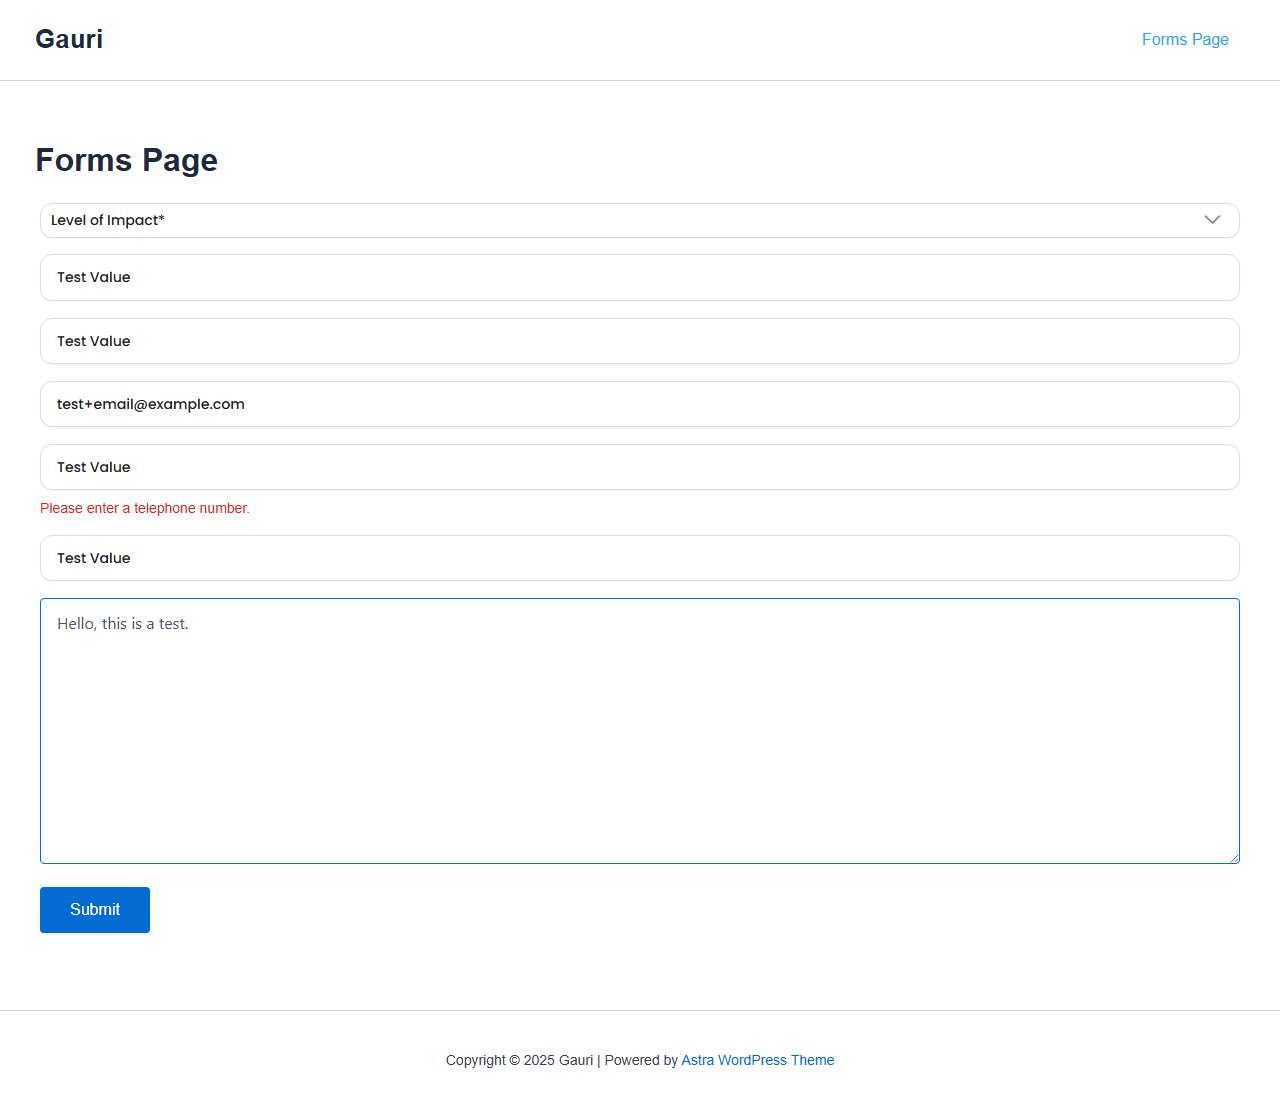 Gauri
Forms Page
Forms Page
Level of Impact*
Test Value
Test Value
test+email@example.com
Test Value
Please enter a telephone number.
Test Value
Hello, this is a test.
Submit
Copyright © 2025 Gauri | Powered by Astra WordPress Theme